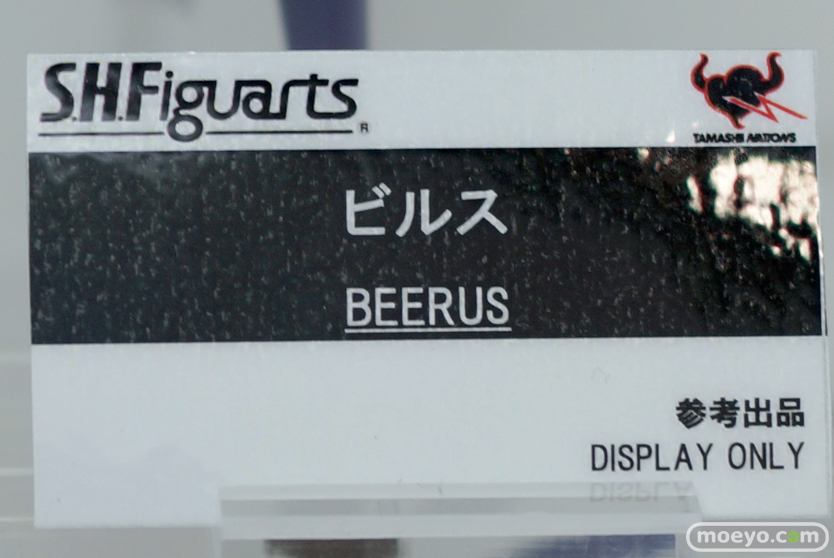 S.H.Figuarts
TAMASHII NATIONS
ビルス
BEERUS
参考出品
DISPLAY ONLY
moeyo.com